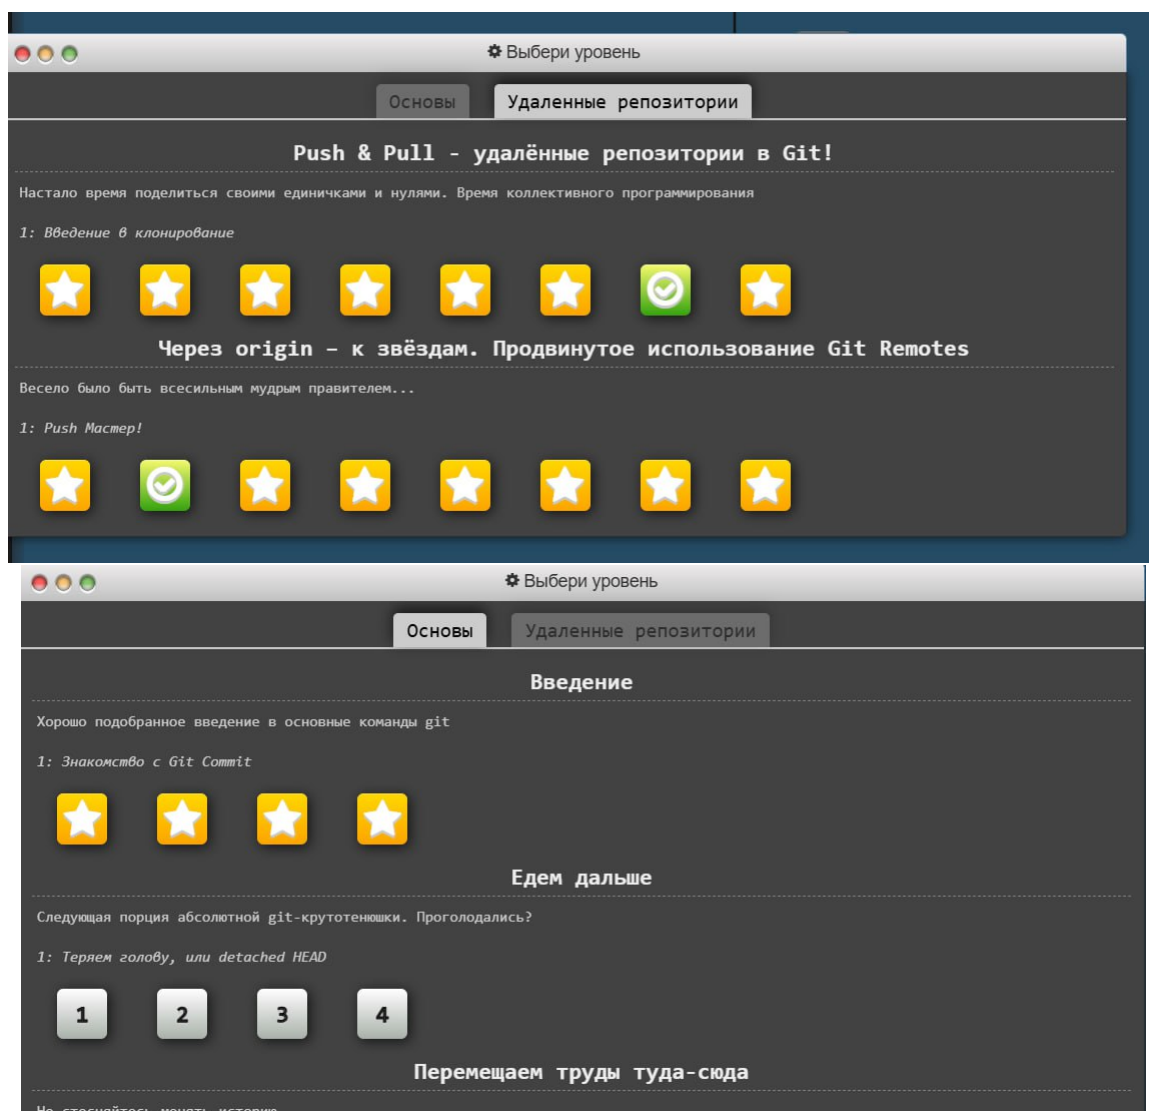 Выбери уровень
Основы Удаленные репозитории
Push & Pull - удалённые репозитории в Git!
Настало время поделиться своими единичками и нулями. Время коллективного программирования
1: Введение в клонирование
Через origin – к звёздам. Продвинутое использование Git Remotes
Весело было быть всесильным мудрым правителем...
1: Push Мастер!
Выбери уровень
Основы Удаленные репозитории
Введение
Хорошо подобранное введение в основные команды git
1: Знакомство с Git Commit
Едем дальше
Следующая порция абсолютной git-крутотенюшки. Проголодались?
1: Теряем голову, или detached HEAD
1 2 3 4
Перемещаем труды туда-сюда